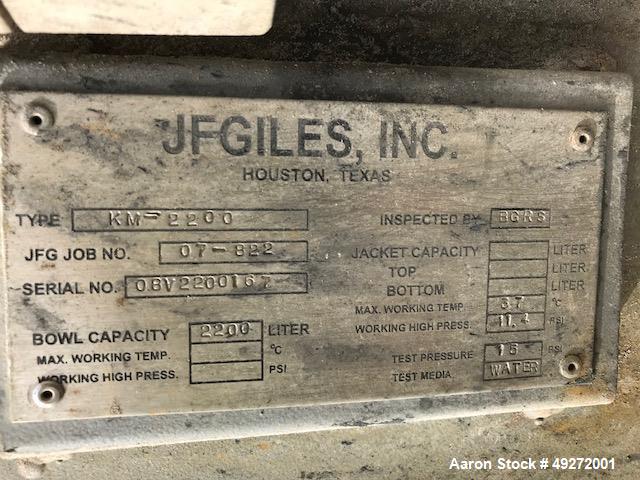 JFGILES, INC.
HOUSTON, TEXAS
TYPE KM-2200
JFG JOB NO. 07-822
SERIAL NO. 08V2200167
BOWL CAPACITY 2200 LITER
MAX. WORKING TEMP. °C
WORKING HIGH PRESS. PSI
INSPECTED BY
JACKET CAPACITY LITER
TOP LITER
BOTTOM LITER
MAX. WORKING TEMP. °C
WORKING HIGH PRESS. 11.4 PSI
TEST PRESSURE 15 PSI
TEST MEDIA WATER
Aaron Stock # 49272001